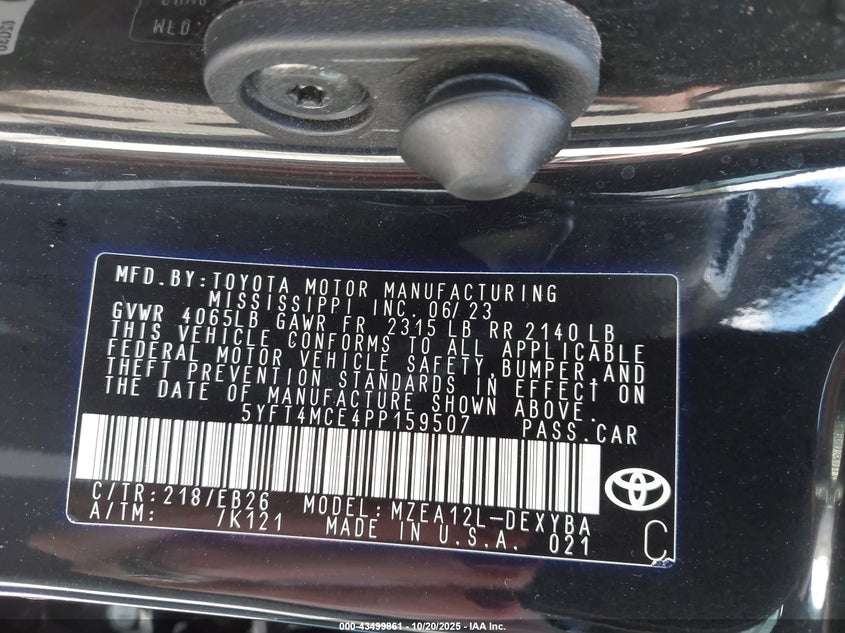 MFD.BY:TOYOTA MOTOR MANUFACTURING
MISSISSIPPI INC. 06/23
GVWR 4065LB GAWR FR 2315 LB RR 2140 LB
THIS VEHICLE CONFORMS TO ALL APPLICABLE
FEDERAL MOTOR VEHICLE SAFETY,BUMPER,AND
THEFT PREVENTION STANDARDS IN EFFECT ON
THE DATE OF MANUFACTURE SHOWN ABOVE.
5YFT4MCE4PP159507 PASS.CAR
C/TR:218/EB26 MODEL:MZEA12L-DEXYBA
A/TM: /K121 MADE IN U.S.A. 021
C
000-43499861 - 10/20/2025 - IAA Inc.